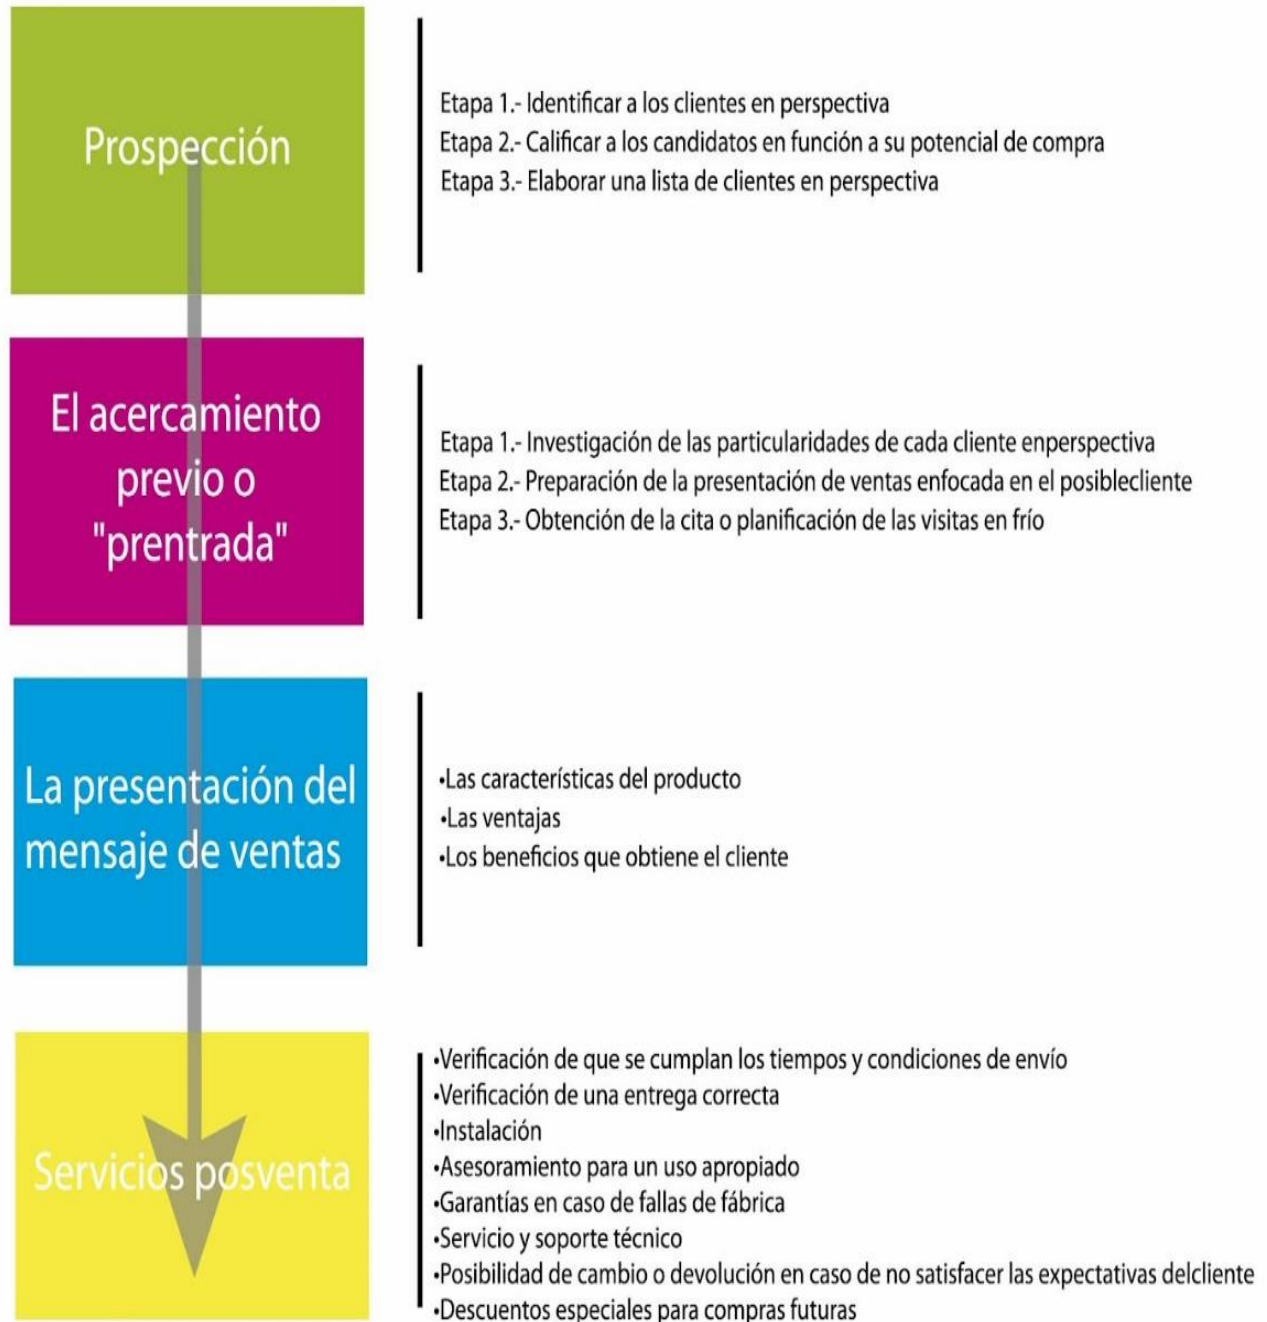 Prospección
Etapa 1.- Identificar a los clientes en perspectiva
Etapa 2.- Calificar a los candidatos en función a su potencial de compra
Etapa 3.- Elaborar una lista de clientes en perspectiva
El acercamiento
previo o
"prentrada"
Etapa 1.- Investigación de las particularidades de cada cliente enperspectiva
Etapa 2.- Preparación de la presentación de ventas enfocada en el posiblecliente
Etapa 3.- Obtención de la cita o planificación de las visitas en frío
La presentación del
mensaje de ventas
•Las características del producto
•Las ventajas
•Los beneficios que obtiene el cliente
Servicios posventa
•Verificación de que se cumplan los tiempos y condiciones de envío
•Verificación de una entrega correcta
•Instalación
•Asesoramiento para un uso apropiado
•Garantías en caso de fallas de fábrica
•Servicio y soporte técnico
•Posibilidad de cambio o devolución en caso de no satisfacer las expectativas delcliente
•Descuentos especiales para compras futuras